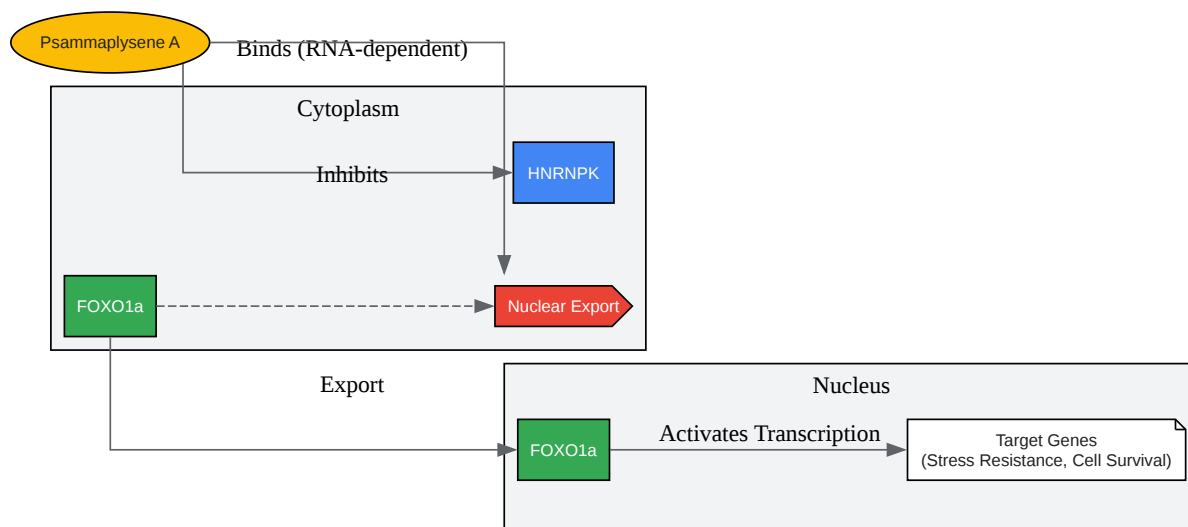 Psammaplysene A
Binds (RNA-dependent)
Cytoplasm
Inhibits
HNRNPK
FOXO1a
Nuclear Export
Export
Nucleus
FOXO1a
Activates Transcription
Target Genes
(Stress Resistance, Cell Survival)